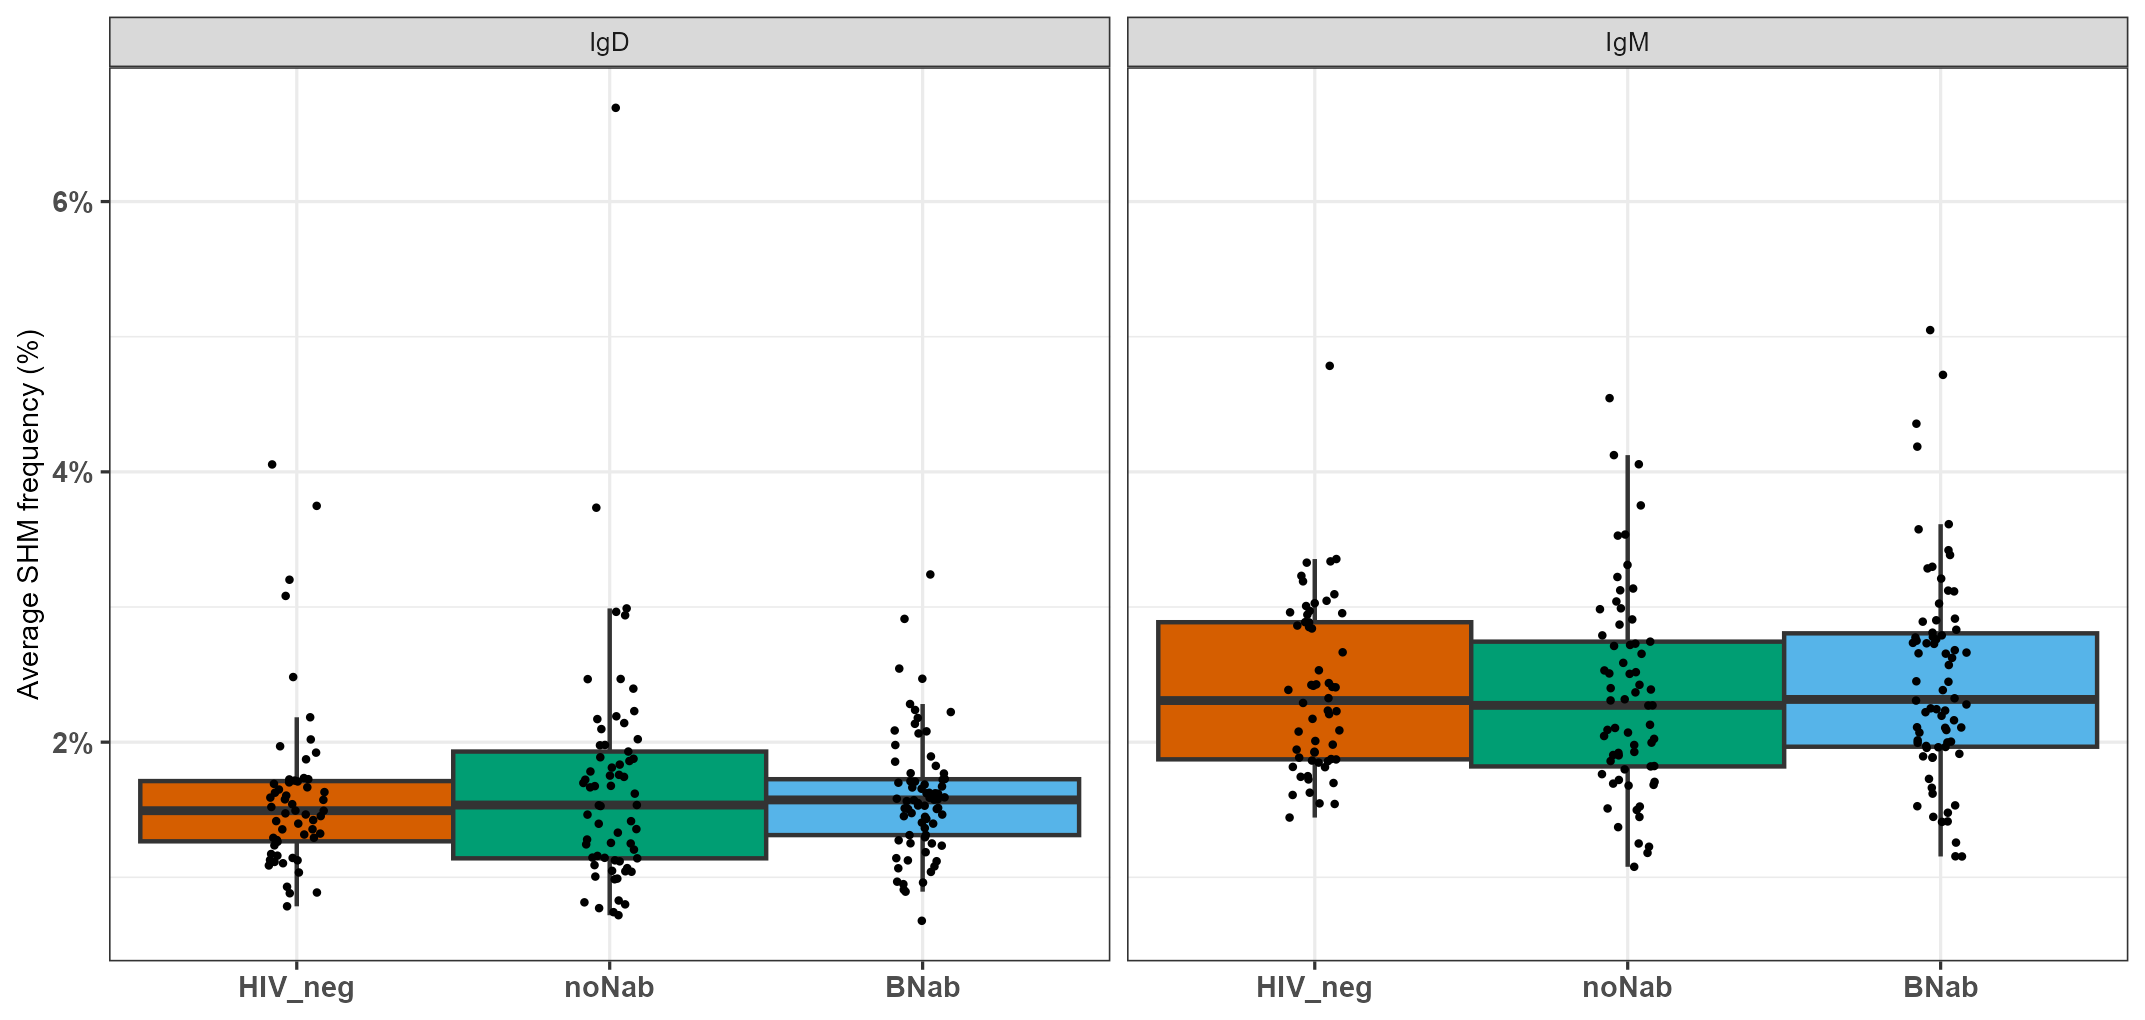 IgD
IgM
Average SHM frequency (%)
6%
4%
2%
HIV_neg
noNab
BNab
HIV_neg
noNab
BNab